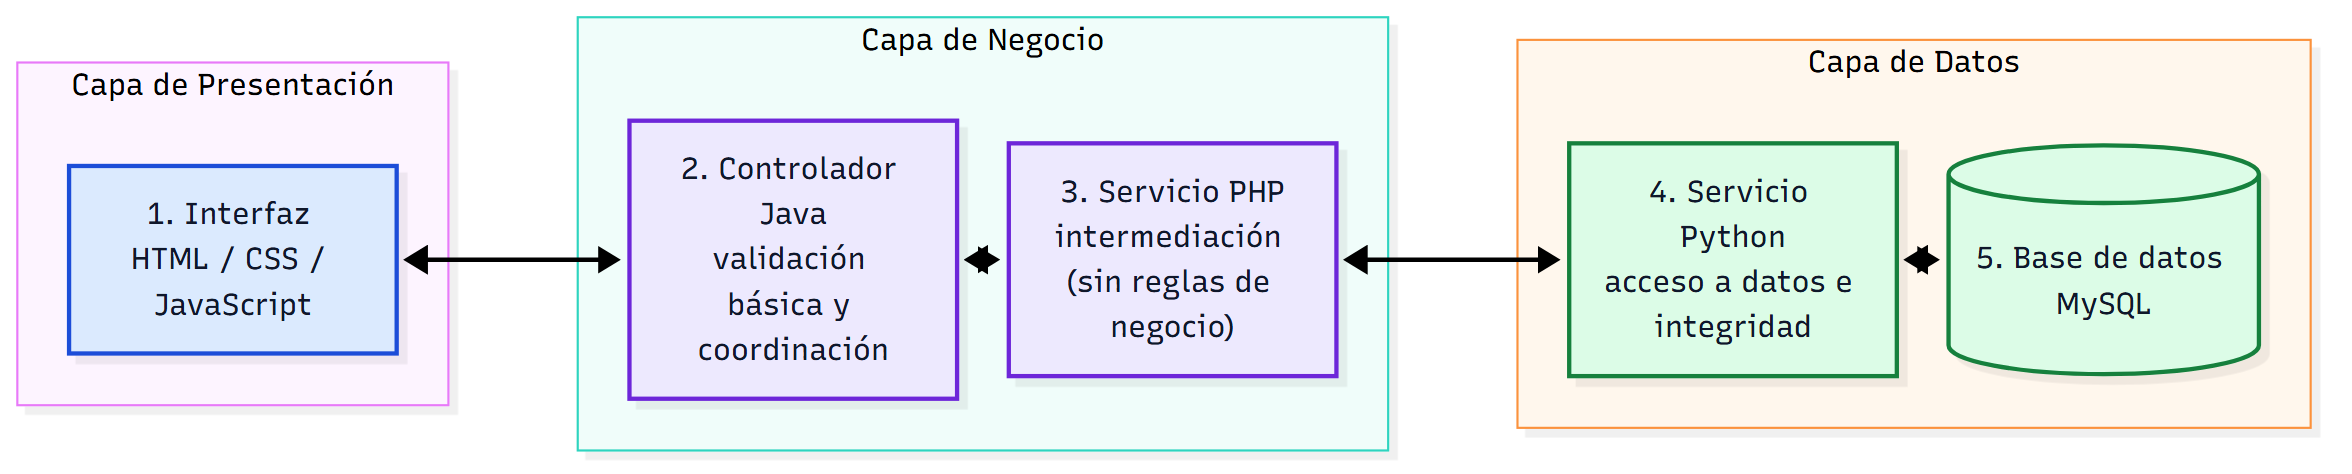 Capa de Presentación
1. Interfaz
HTML / CSS /
JavaScript
Capa de Negocio
2. Controlador
Java
validación
básica y
coordinación
3. Servicio PHP
intermediación
(sin reglas de
negocio)
Capa de Datos
4. Servicio
Python
acceso a datos e
integridad
5. Base de datos
MySQL